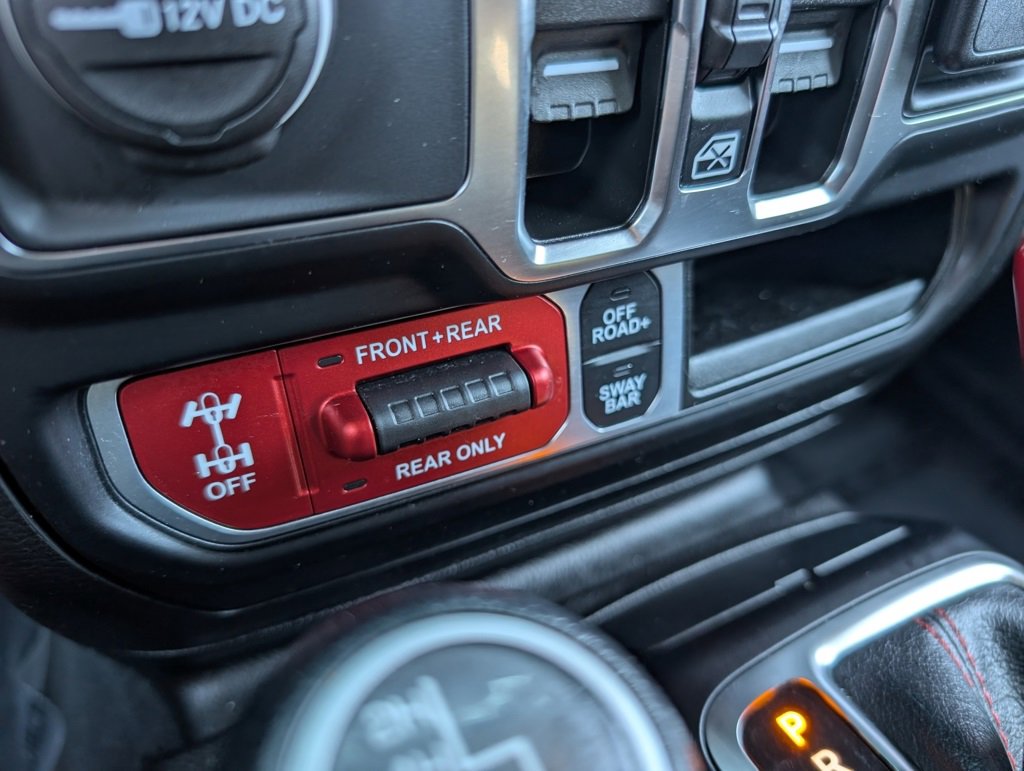 12V DC
FRONT+REAR
REAR ONLY
OFF
OFF
ROAD+
SWAY
BAR
P
R